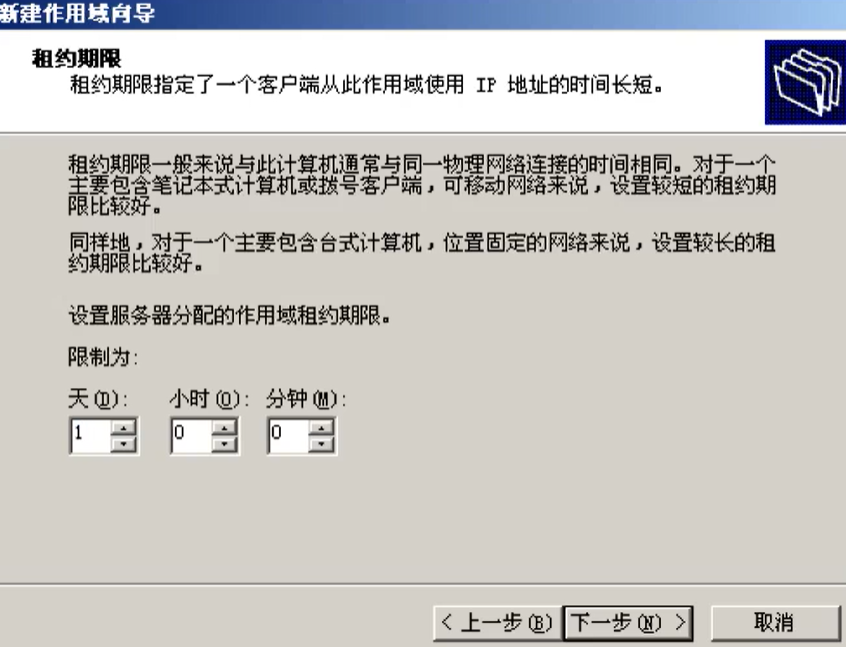 新建作用域向导
租约期限
租约期限指定了一个客户端从此作用域使用 IP 地址的时间长短。
租约期限一般来说与此计算机通常与同一物理网络连接的时间相同。对于一个
主要包含笔记本式计算机或拨号客户端，可移动网络来说，设置较短的租约期
限比较好。
同样地，对于一个主要包含台式计算机，位置固定的网络来说，设置较长的租
约期限比较好。
设置服务器分配的作用域租约期限。
限制为:
天(D): 小时(O): 分钟(M):
1 0 0
< 上一步(B) 下一步(N) > 取消